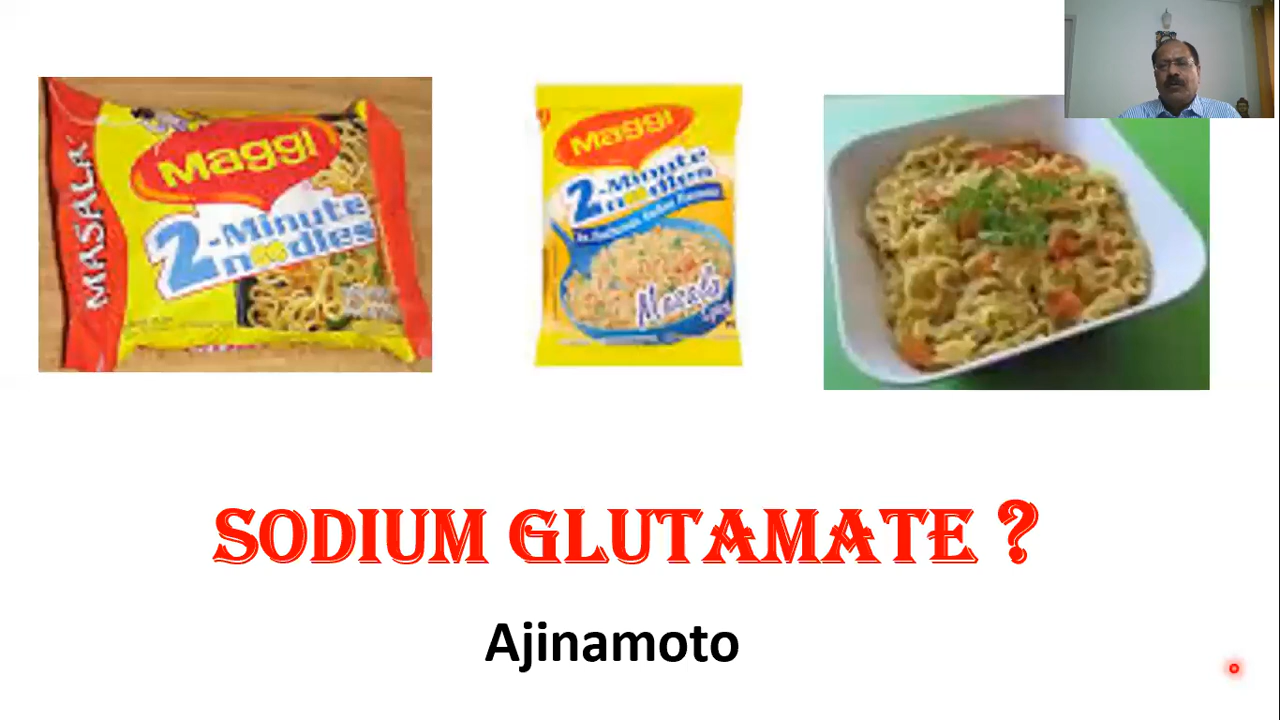 MASALA
Maggi
2-Minute
noodles
Maggi
2-Minute
noodles
Masala
SODIUM GLUTAMATE ?
Ajinamoto